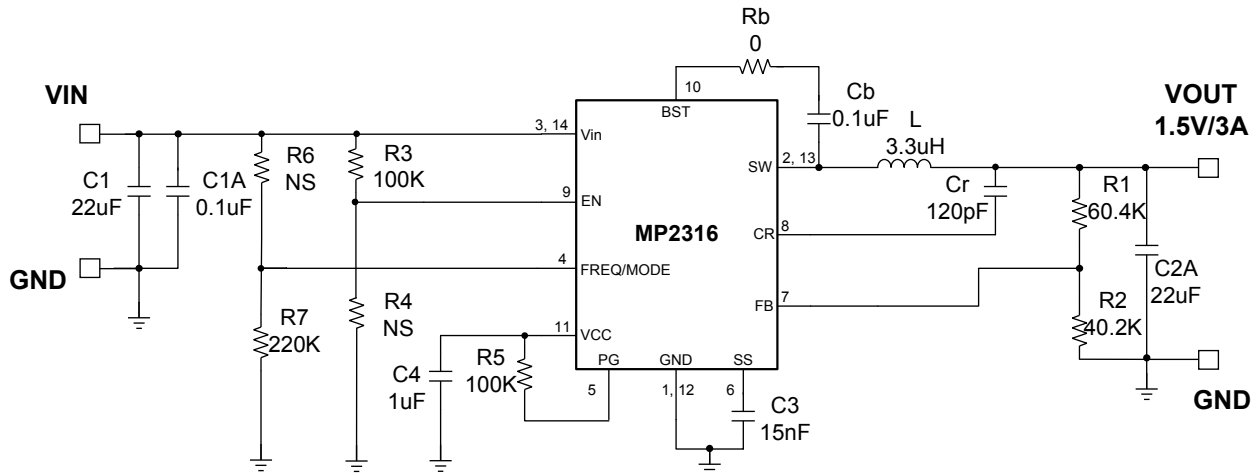 Rb
0
10
BST
Cb
0.1uF
VIN
VOUT
1.5V/3A
3, 14
Vin
L
3.3uH
R6
NS
R3
100K
SW
2, 13
C1
22uF
C1A
0.1uF
Cr
120pF
R1
60.4K
9
EN
MP2316
CR
8
GND
4
FREQ/MODE
C2A
22uF
R4
NS
FB
7
R2
40.2K
R7
220K
11
VCC
R5
100K
PG
GND
SS
C4
1uF
5
1, 12
6
C3
15nF
GND